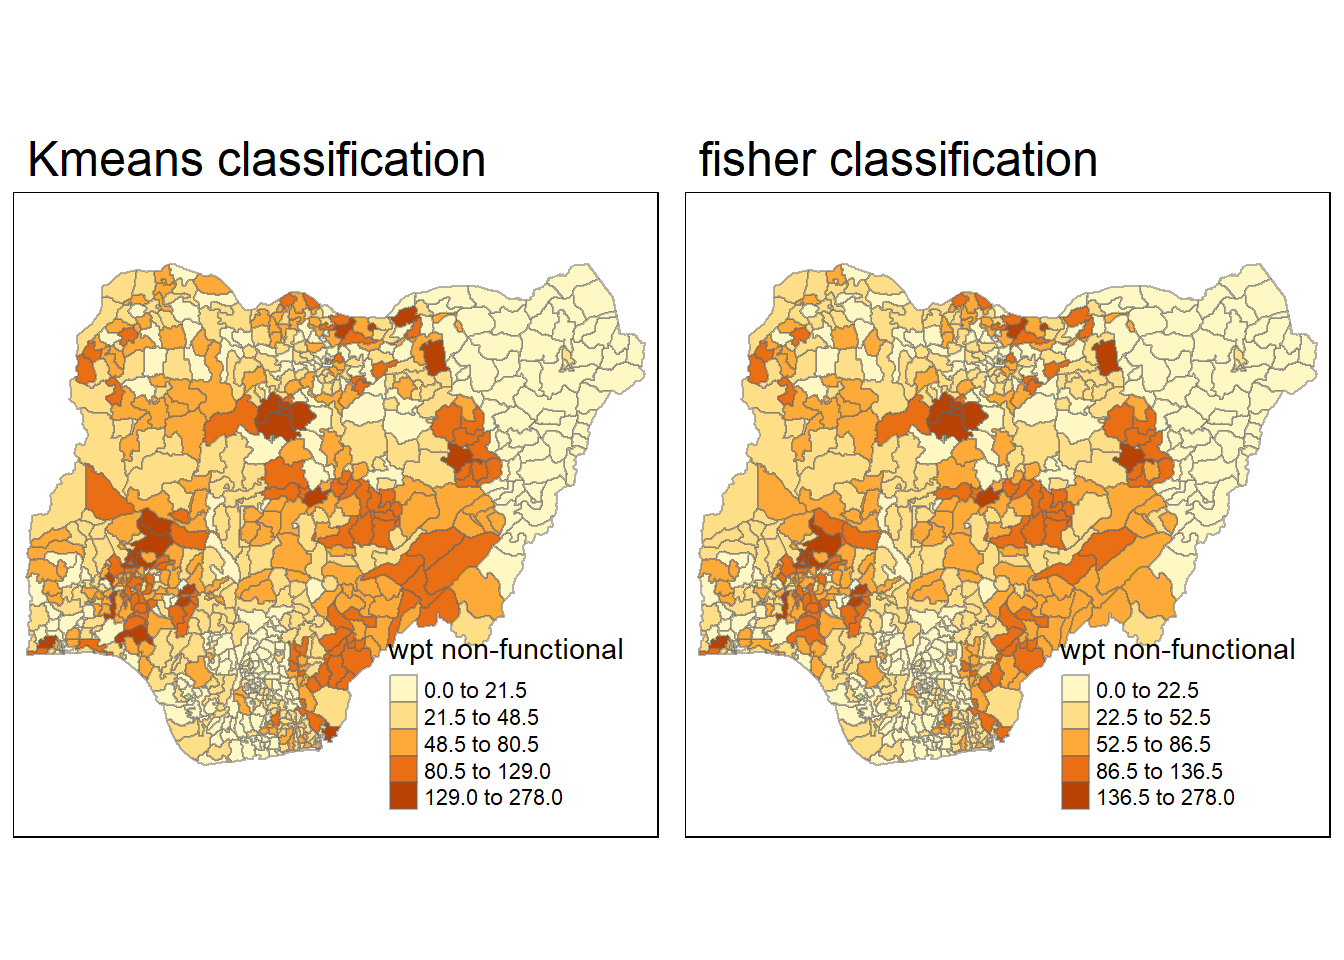 Kmeans classification
wpt non-functional
0.0 to 21.5
21.5 to 48.5
48.5 to 80.5
80.5 to 129.0
129.0 to 278.0
fisher classification
wpt non-functional
0.0 to 22.5
22.5 to 52.5
52.5 to 86.5
86.5 to 136.5
136.5 to 278.0